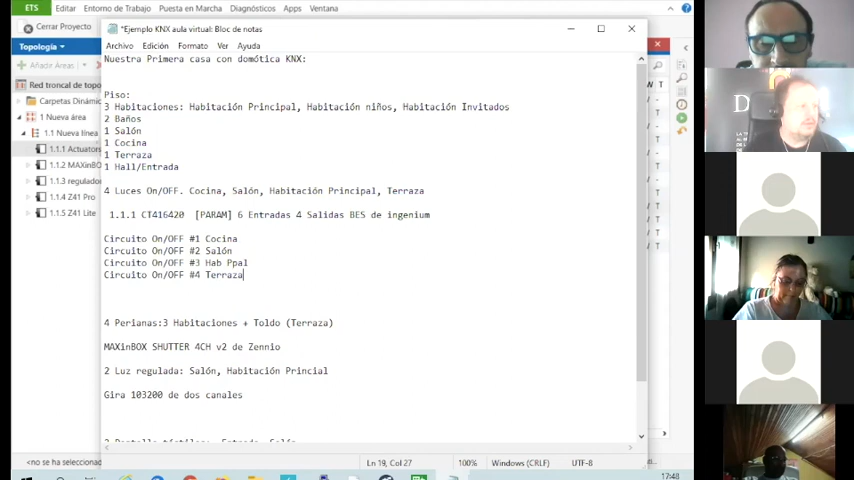 ETS
Editar
Entorno de Trabajo
Puesta en Marcha
Diagnósticos
Apps
Ventana
Cerrar Proyecto
*Ejemplo KNX aula virtual: Bloc de notas
Topología
Archivo Edición Formato Ver Ayuda
Nuestra Primera casa con domótica KNX:
Añadir Áreas
Red troncal de topo
Carpetas Dinámic
1 Nueva área
1.1 Nueva línea
1.1.1 Actuators
1.1.2 MAXinBO
1.1.3 regulador
1.1.4 Z41 Pro
1.1.5 Z41 Lite
Piso:
3 Habitaciones: Habitación Principal, Habitación niños, Habitación Invitados
2 Baños
1 Salón
1 Cocina
1 Terraza
1 Hall/Entrada
4 Luces On/OFF. Cocina, Salón, Habitación Principal, Terraza
1.1.1 CT416420 [PARAM] 6 Entradas 4 Salidas BES de ingenium
Circuito On/OFF #1 Cocina
Circuito On/OFF #2 Salón
Circuito On/OFF #3 Hab Ppal
Circuito On/OFF #4 Terraza
4 Perianas:3 Habitaciones + Toldo (Terraza)
MAXinBOX SHUTTER 4CH v2 de Zennio
2 Luz regulada: Salón, Habitación Princial
Gira 103200 de dos canales
W T
<no se ha seleccionad
Ln 19, Col 27
100%
Windows (CRLF)
UTF-8
17:48